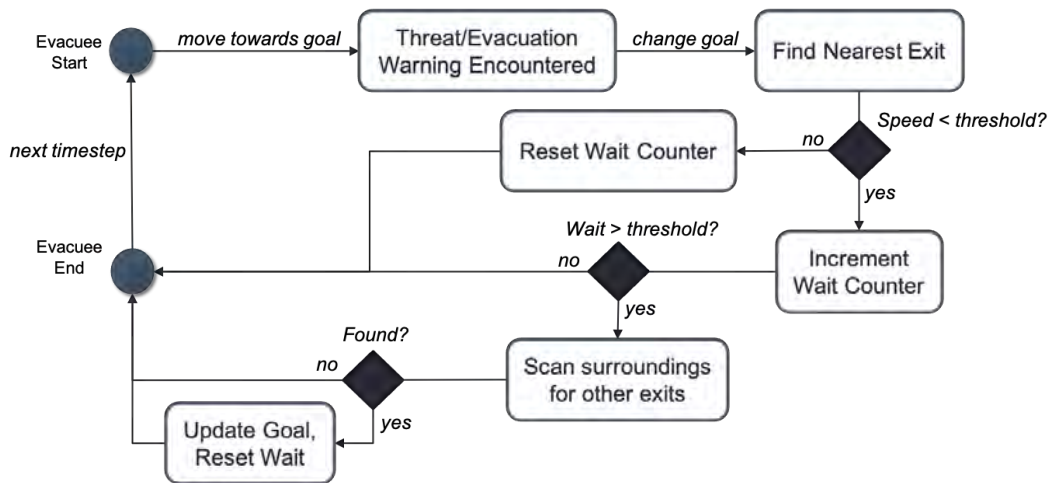 Evacuee
Start
move towards goal
Threat/Evacuation
Warning Encountered
change goal
Find Nearest Exit
Speed < threshold?
no
yes
Reset Wait Counter
next timestep
Increment
Wait Counter
Wait > threshold?
no
yes
Evacuee
End
Scan surroundings
for other exits
Found?
no
yes
Update Goal,
Reset Wait